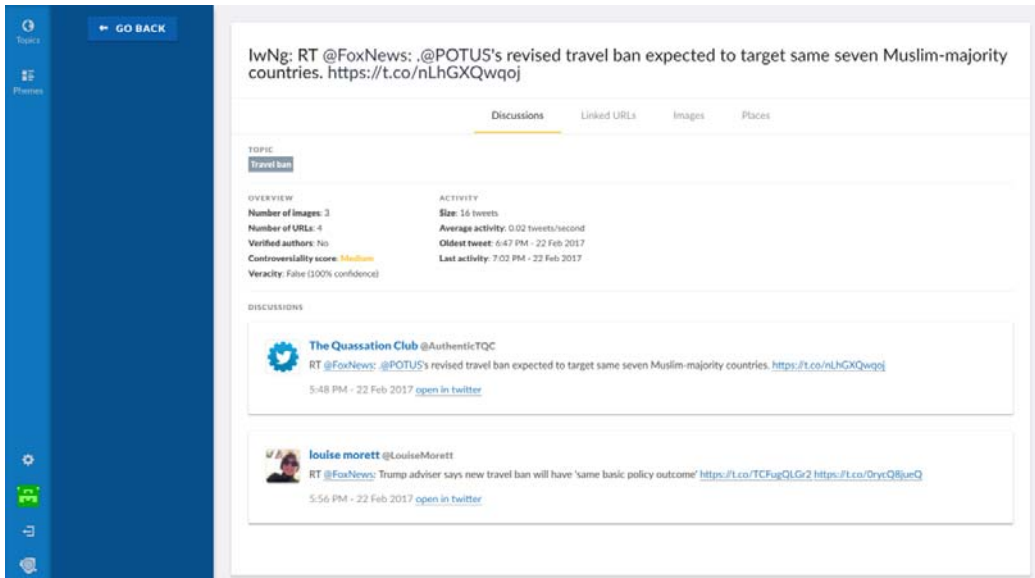 Topics
Phemes
GO BACK
IwNg: RT @FoxNews: .@POTUS's revised travel ban expected to target same seven Muslim-majority
countries. https://t.co/nLhGXQwqoj
Discussions Linked URLs Images Places
TOPIC
Travel ban
OVERVIEW
Number of images: 3
Number of URLs: 4
Verified authors: No
Controversiality score: Medium
Veracity: False (100% confidence)
ACTIVITY
Size: 16 tweets
Average activity: 0.02 tweets/second
Oldest tweet: 6:47 PM - 22 Feb 2017
Last activity: 7:02 PM - 22 Feb 2017
DISCUSSIONS
The Quassation Club @AuthenticTQC
RT @FoxNews: .@POTUS's revised travel ban expected to target same seven Muslim-majority countries. https://t.co/nLhGXQwqoj
5:48 PM - 22 Feb 2017 open in twitter
louise morett @LouiseMorett
RT @FoxNews: Trump adviser says new travel ban will have 'same basic policy outcome' https://t.co/TCFugQLGr2 https://t.co/0rycQ8jueQ
5:56 PM - 22 Feb 2017 open in twitter